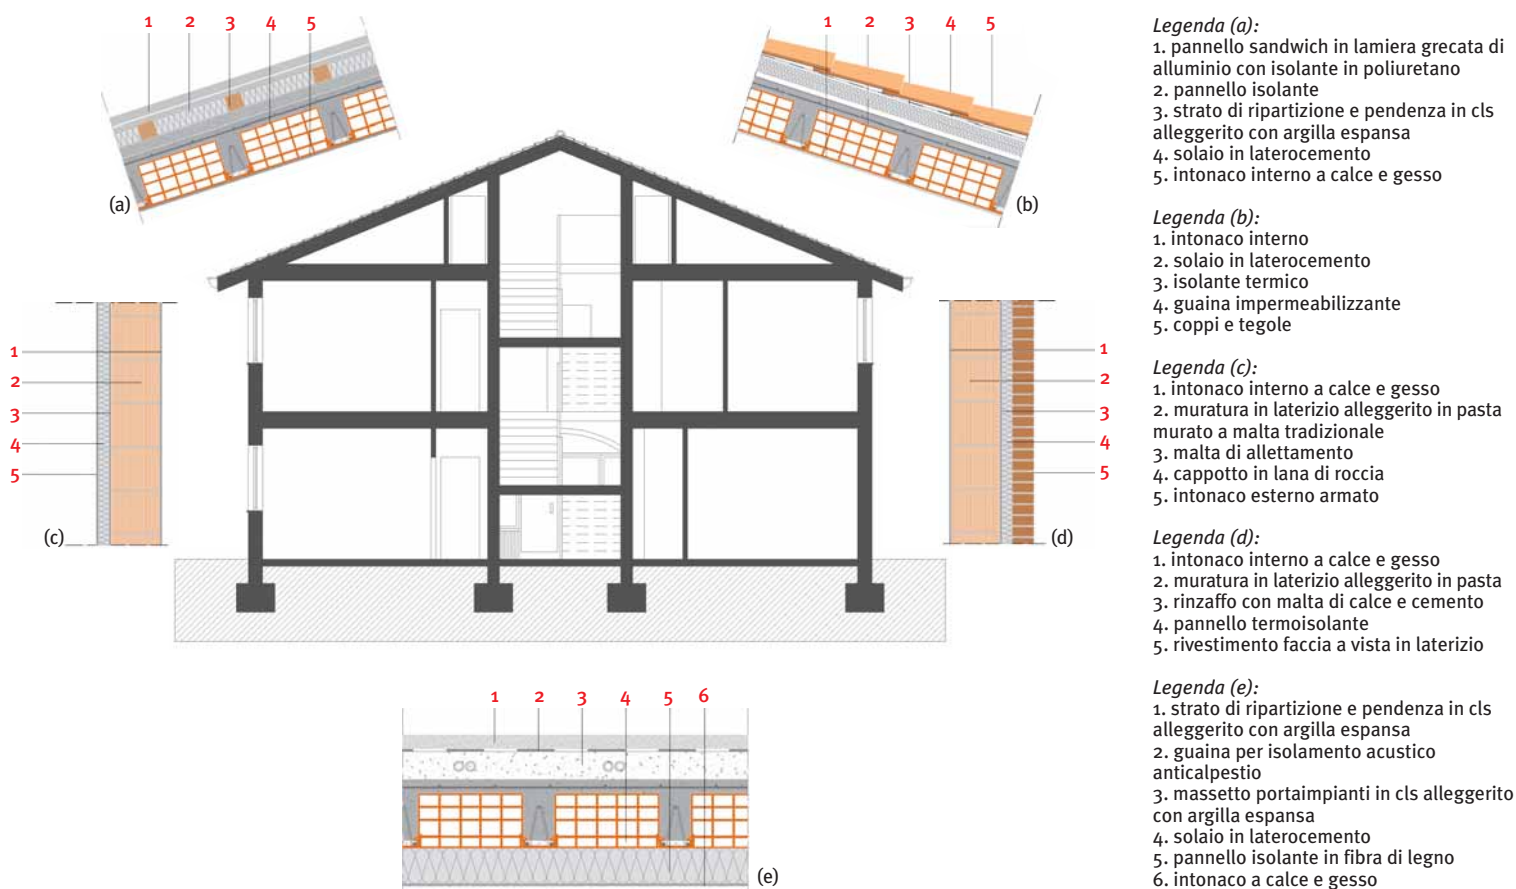 1 2 3 4 5
(a)
1 2 3 4 5
(b)
1
2
3
4
5
(c)
1
2
3
4
5
(d)
1 2 3 4 5 6
(e)
Legenda (a):
1. pannello sandwich in lamiera grecata di
alluminio con isolante in poliuretano
2. pannello isolante
3. strato di ripartizione e pendenza in cls
alleggerito con argilla espansa
4. solaio in laterocemento
5. intonaco interno a calce e gesso
Legenda (b):
1. intonaco interno
2. solaio in laterocemento
3. isolante termico
4. guaina impermeabilizzante
5. coppi e tegole
Legenda (c):
1. intonaco interno a calce e gesso
2. muratura in laterizio alleggerito in pasta
murato a malta tradizionale
3. malta di allettamento
4. cappotto in lana di roccia
5. intonaco esterno armato
Legenda (d):
1. intonaco interno a calce e gesso
2. muratura in laterizio alleggerito in pasta
3. rinzaffo con malta di calce e cemento
4. pannello termoisolante
5. rivestimento faccia a vista in laterizio
Legenda (e):
1. strato di ripartizione e pendenza in cls
alleggerito con argilla espansa
2. guaina per isolamento acustico
anticalpestio
3. massetto portaimpianti in cls alleggerito
con argilla espansa
4. solaio in laterocemento
5. pannello isolante in fibra di legno
6. intonaco a calce e gesso